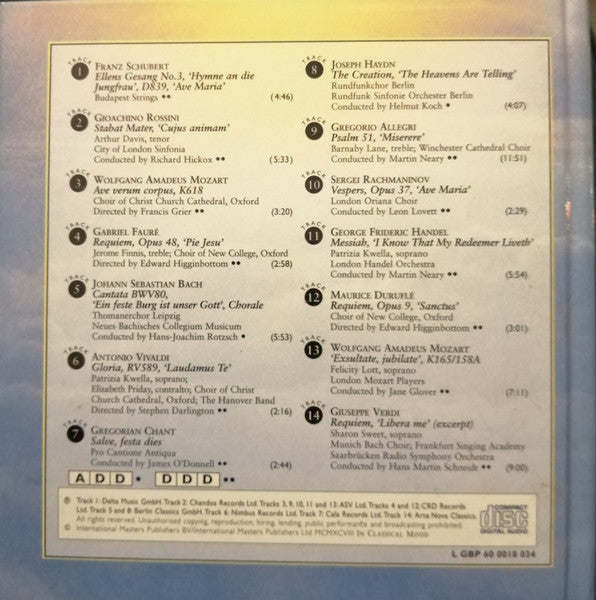 TRACK
1
FRANZ SCHUBERT
Ellens Gesang No.3, 'Hymne an die
Jungfrau', D839, 'Ave Maria'
Budapest Strings •• (4:46)
TRACK
2
GIOACHINO ROSSINI
Stabat Mater, 'Cujus animam'
Arthur Davis, tenor
City of London Sinfonia
Conducted by Richard Hickox •• (5:33)
TRACK
3
WOLFGANG AMADEUS MOZART
Ave verum corpus, K618
Choir of Christ Church Cathedral, Oxford
Directed by Francis Grier •• (3:20)
TRACK
4
GABRIEL FAURÉ
Requiem, Opus 48, 'Pie Jesu'
Jerome Finnis, treble; Choir of New College, Oxford
Directed by Edward Higginbottom •• (2:58)
TRACK
5
JOHANN SEBASTIAN BACH
Cantata BWV80,
'Ein feste Burg ist unser Gott', Chorale
Thomanerchor Leipzig
Neues Bachisches Collegium Musicum
Conducted by Hans-Joachim Rotzsch • (5:53)
TRACK
6
ANTONIO VIVALDI
Gloria, RV589, 'Laudamus Te'
Patrizia Kwella, soprano;
Elizabeth Priday, contralto; Choir of Christ
Church Cathedral, Oxford; The Hanover Band
Directed by Stephen Darlington •• (2:16)
TRACK
7
GREGORIAN CHANT
Salve, festa dies
Pro Cantione Antiqua
Conducted by James O'Donnell •• (2:44)
ADD • DDD ••
TRACK
8
JOSEPH HAYDN
The Creation, 'The Heavens Are Telling'
Rundfunkchor Berlin
Rundfunk Sinfonie Orchester Berlin
Conducted by Helmut Koch • (4:07)
TRACK
9
GREGORIO ALLEGRI
Psalm 51, 'Miserere'
Barnaby Lane, treble; Winchester Cathedral Choir
Conducted by Martin Neary •• (11:51)
TRACK
10
SERGEI RACHMANINOV
Vespers, Opus 37, 'Ave Maria'
London Oriana Choir
Conducted by Leon Lovett •• (2:29)
TRACK
11
GEORGE FRIDERIC HANDEL
Messiah, 'I Know That My Redeemer Liveth'
Patrizia Kwella, soprano
London Handel Orchestra
Conducted by Martin Neary •• (5:54)
TRACK
12
MAURICE DURUFLÉ
Requiem, Opus 9, 'Sanctus'
Choir of New College, Oxford
Directed by Edward Higginbottom •• (3:01)
TRACK
13
WOLFGANG AMADEUS MOZART
'Exsultate, jubilate', K165/158A
Felicity Lott, soprano
London Mozart Players
Conducted by Jane Glover •• (7:11)
TRACK
14
GIUSEPPE VERDI
Requiem, 'Libera me' (excerpt)
Sharon Sweet, soprano
Munich Bach Choir; Frankfurt Singing Academy
Saarbrücken Radio Symphony Orchestra
Conducted by Hans Martin Schneidt •• (9:00)
℗ Track 1: Delta Music GmbH. Track 2: Chandos Records Ltd. Tracks 3, 9, 10, 11 and 13: ASV Ltd. Tracks 4 and 12: CRD Records
Ltd. Track 5 and 8: Berlin Classics GmbH. Track 6: Nimbus Records Ltd. Track 7: Cala Records Ltd. Track 14: Arte Nova Classics.
All rights reserved. Unauthorised copying, reproduction, hiring, lending, public performance and broadcasting prohibited.
© International Masters Publishers BV/International Masters Publishers Ltd MCMXCVIII IN CLASSICAL MOOD
COMPACT
disc
DIGITAL AUDIO
L GBP 60 0018 034